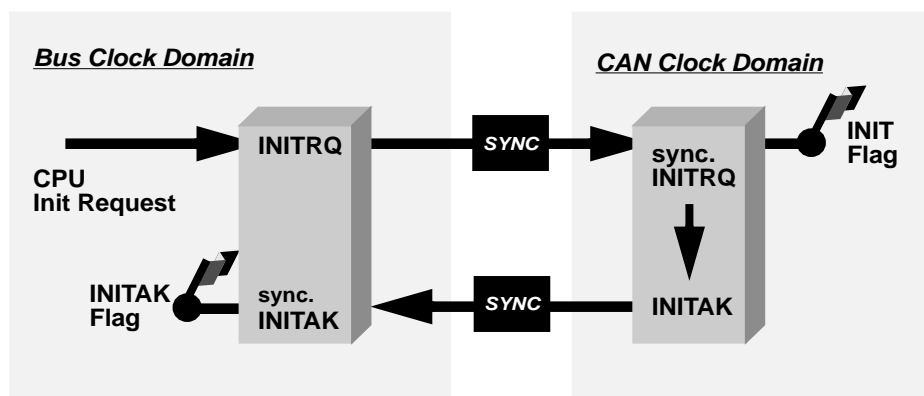 Bus Clock Domain
CAN Clock Domain
CPU
Init Request
INITRQ
SYNC
sync.
INITRQ
INIT
Flag
INITAK
Flag
sync.
INITAK
SYNC
INITAK